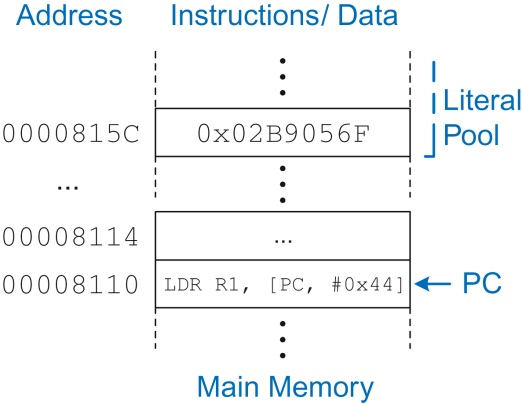 Address Instructions/ Data
0000815C 0x02B9056F Literal Pool
...
00008114 ...
00008110 LDR R1, [PC, #0x44] PC
Main Memory